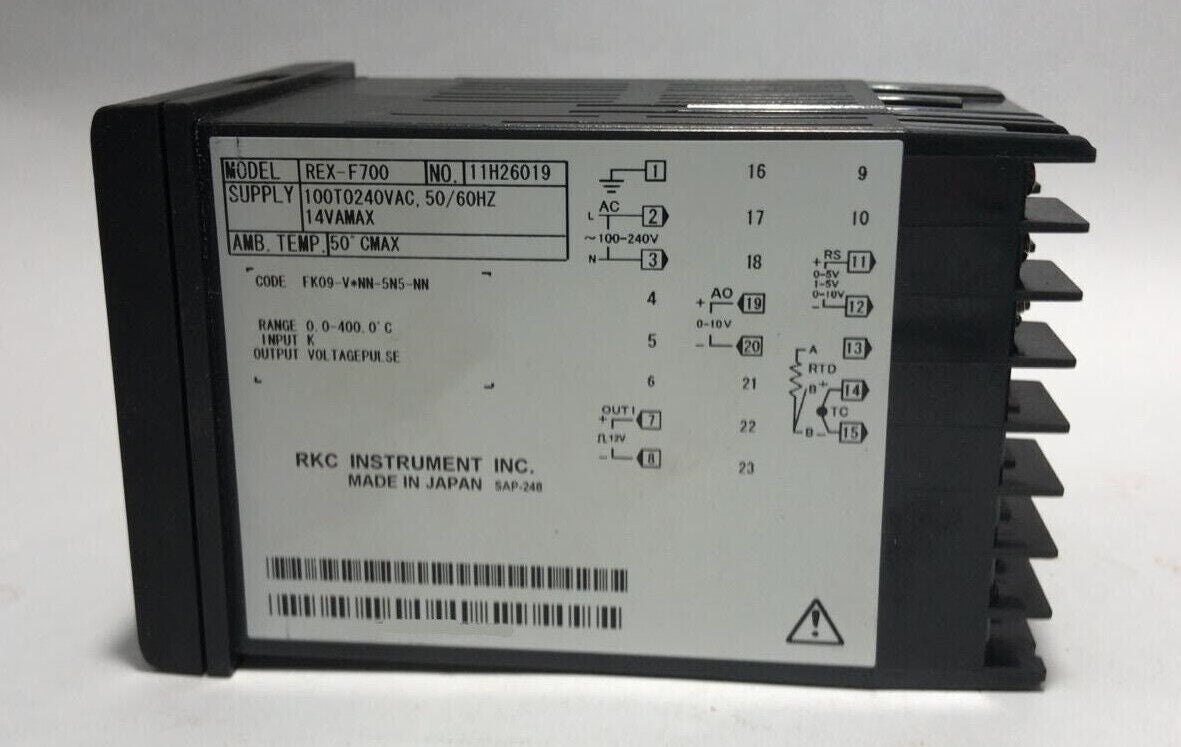 MODEL REX-F700 NO. 11H26019
SUPPLY 100TO240VAC, 50/60HZ
14VAMAX
AMB. TEMP. 50°CMAX
CODE FK09-V*NN-5N5-NN
RANGE 0.0-400.0°C
INPUT K
OUTPUT VOLTAGEPULSE
RKC INSTRUMENT INC.
MADE IN JAPAN SAP-248
1
AC
L 2
~100-240V
N 3
4
5
6
OUT1
+ 7
12V
- 8
16
17
18
AO
+ 19
0-10V
- 20
21
22
23
9
10
RS
+ 11
0-5V
1-5V
0-10V
- 12
A 13
RTD
B + 14
TC
B - 15